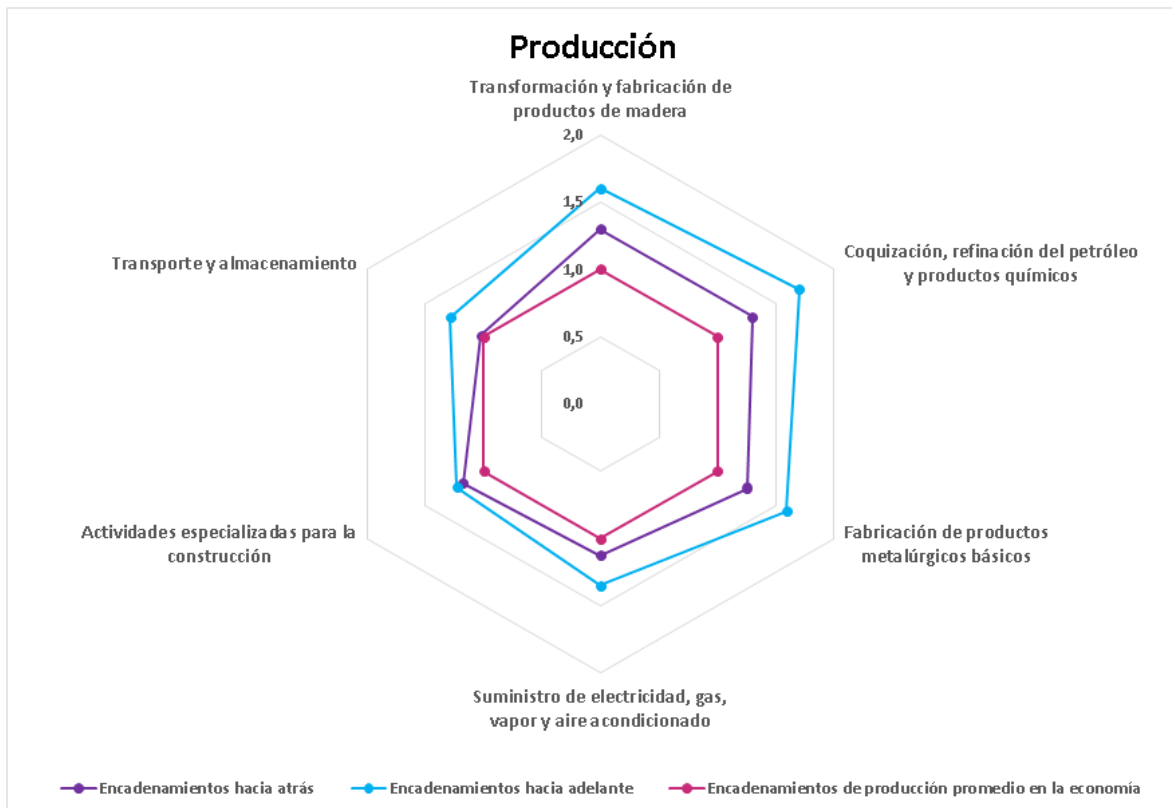 Producción
Transformación y fabricación de
productos de madera
2,0
1,5
1,0
0,5
0,0
Coquización, refinación del petróleo
y productos químicos
Fabricación de productos
metalúrgicos básicos
Suministro de electricidad, gas,
vapor y aire acondicionado
Actividades especializadas para la
construcción
Transporte y almacenamiento
Encadenamientos hacia atrás
Encadenamientos hacia adelante
Encadenamientos de producción promedio en la economía